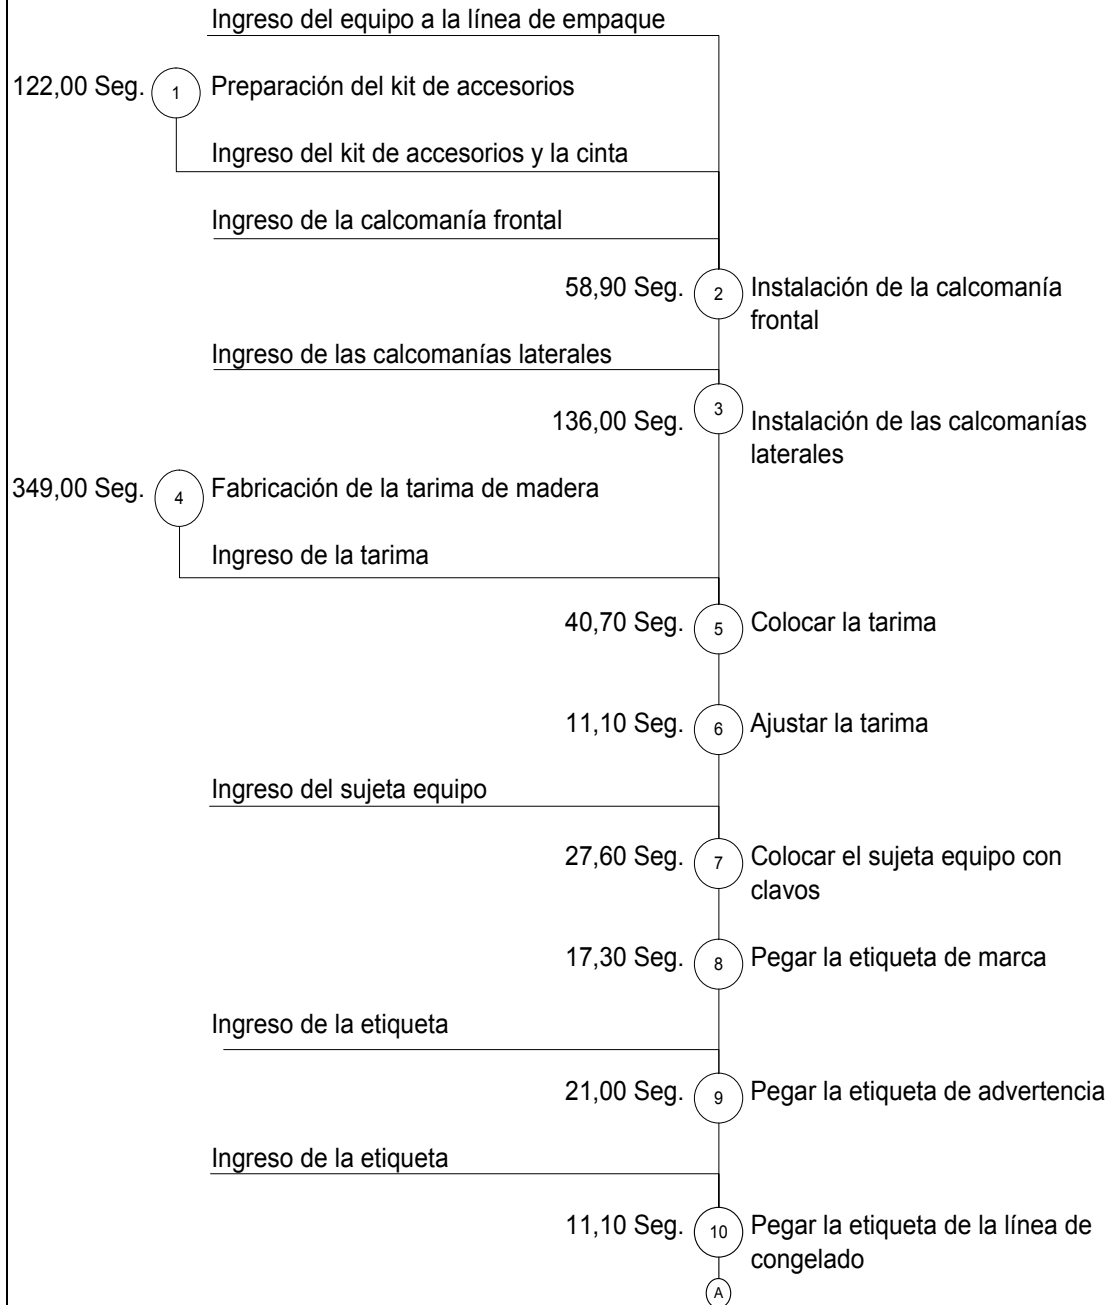 Ingreso del equipo a la línea de empaque
122,00 Seg. 1 Preparación del kit de accesorios
Ingreso del kit de accesorios y la cinta
Ingreso de la calcomanía frontal
58,90 Seg. 2 Instalación de la calcomanía
frontal
Ingreso de las calcomanías laterales
136,00 Seg. 3 Instalación de las calcomanías
laterales
349,00 Seg. 4 Fabricación de la tarima de madera
Ingreso de la tarima
40,70 Seg. 5 Colocar la tarima
11,10 Seg. 6 Ajustar la tarima
Ingreso del sujeta equipo
27,60 Seg. 7 Colocar el sujeta equipo con
clavos
17,30 Seg. 8 Pegar la etiqueta de marca
Ingreso de la etiqueta
21,00 Seg. 9 Pegar la etiqueta de advertencia
Ingreso de la etiqueta
11,10 Seg. 10 Pegar la etiqueta de la línea de
congelado
A